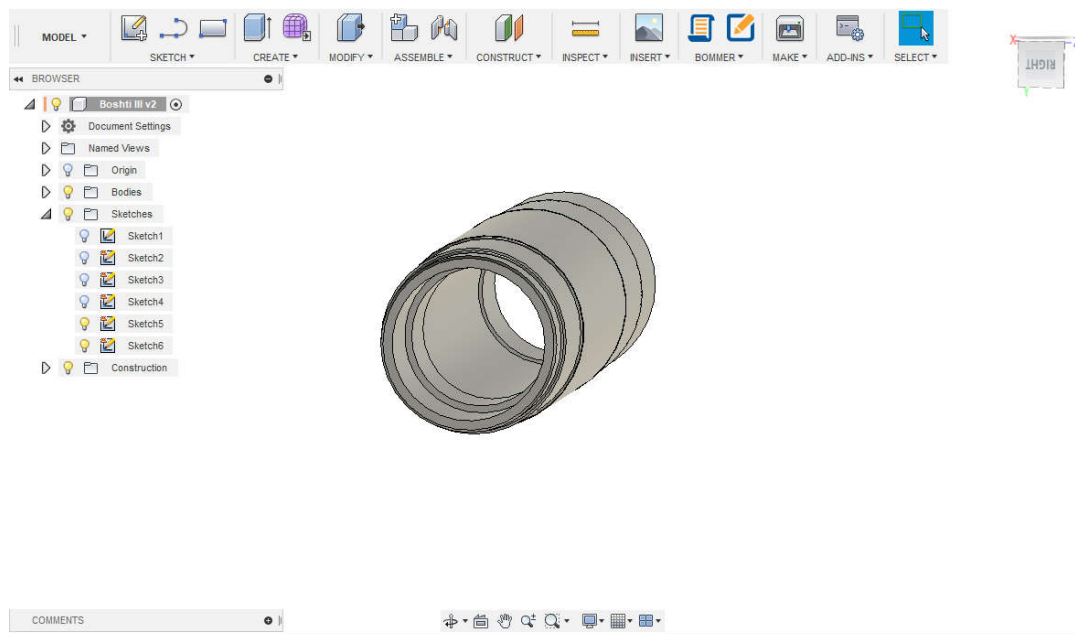 MODEL
SKETCH
CREATE
MODIFY
ASSEMBLE
CONSTRUCT
INSPECT
INSERT
BOMMER
MAKE
ADD-INS
SELECT
X
RIGHT
Y
BROWSER
Boshti III v2
Document Settings
Named Views
Origin
Bodies
Sketches
Sketch1
Sketch2
Sketch3
Sketch4
Sketch5
Sketch6
Construction
COMMENTS